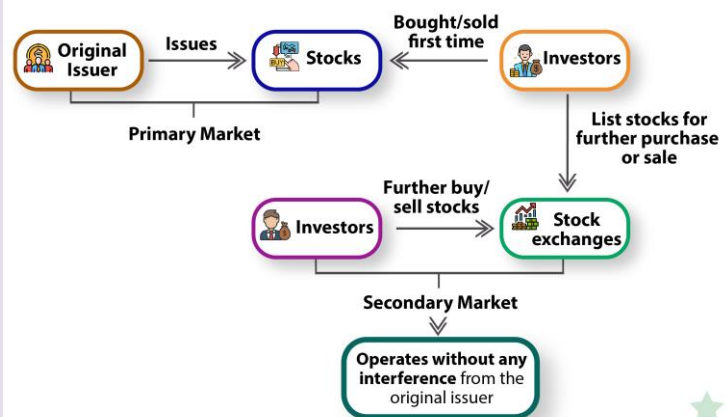 Original
Issuer
Issues
Stocks
BUY
Bought/sold
first time
Investors
Primary Market
List stocks for
further purchase
or sale
Investors
Further buy/
sell stocks
Stock
exchanges
Secondary Market
Operates without any
interference from the
original issuer